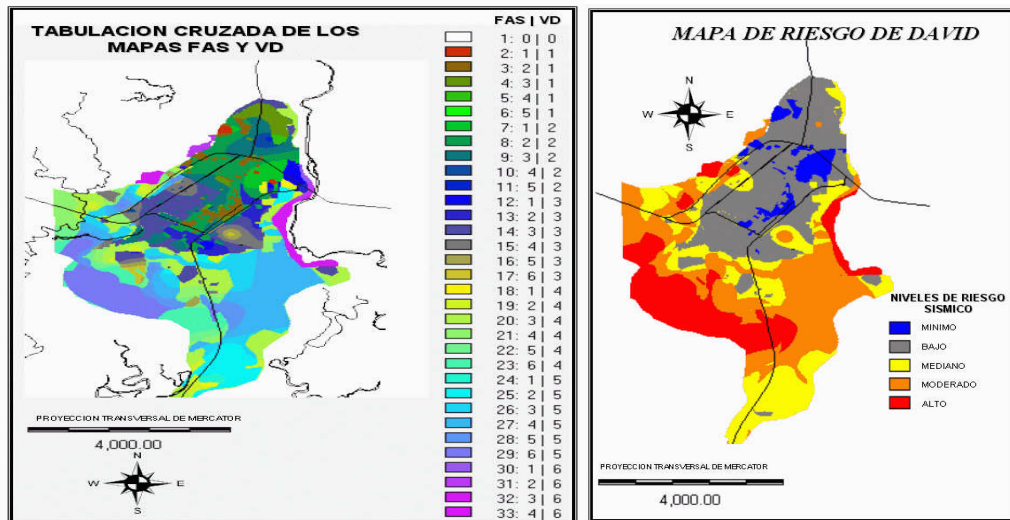 TABULACION CRUZADA DE LOS
MAPAS FAS Y VD
PROYECCION TRANSVERSAL DE MERCATOR
4,000.00
N
W E
S
FAS | VD
1: 0 | 0
2: 1 | 1
3: 2 | 1
4: 3 | 1
5: 4 | 1
6: 5 | 1
7: 1 | 2
8: 2 | 2
9: 3 | 2
10: 4 | 2
11: 5 | 2
12: 1 | 3
13: 2 | 3
14: 3 | 3
15: 4 | 3
16: 5 | 3
17: 6 | 3
18: 1 | 4
19: 2 | 4
20: 3 | 4
21: 4 | 4
22: 5 | 4
23: 6 | 4
24: 1 | 5
25: 2 | 5
26: 3 | 5
27: 4 | 5
28: 5 | 5
29: 6 | 5
30: 1 | 6
31: 2 | 6
32: 3 | 6
33: 4 | 6
MAPA DE RIESGO DE DAVID
N
W E
S
NIVELES DE RIESGO
SISMICO
MINIMO
BAJO
MEDIANO
MODERADO
ALTO
PROYECCION TRANSVERSAL DE MERCATOR
4,000.00